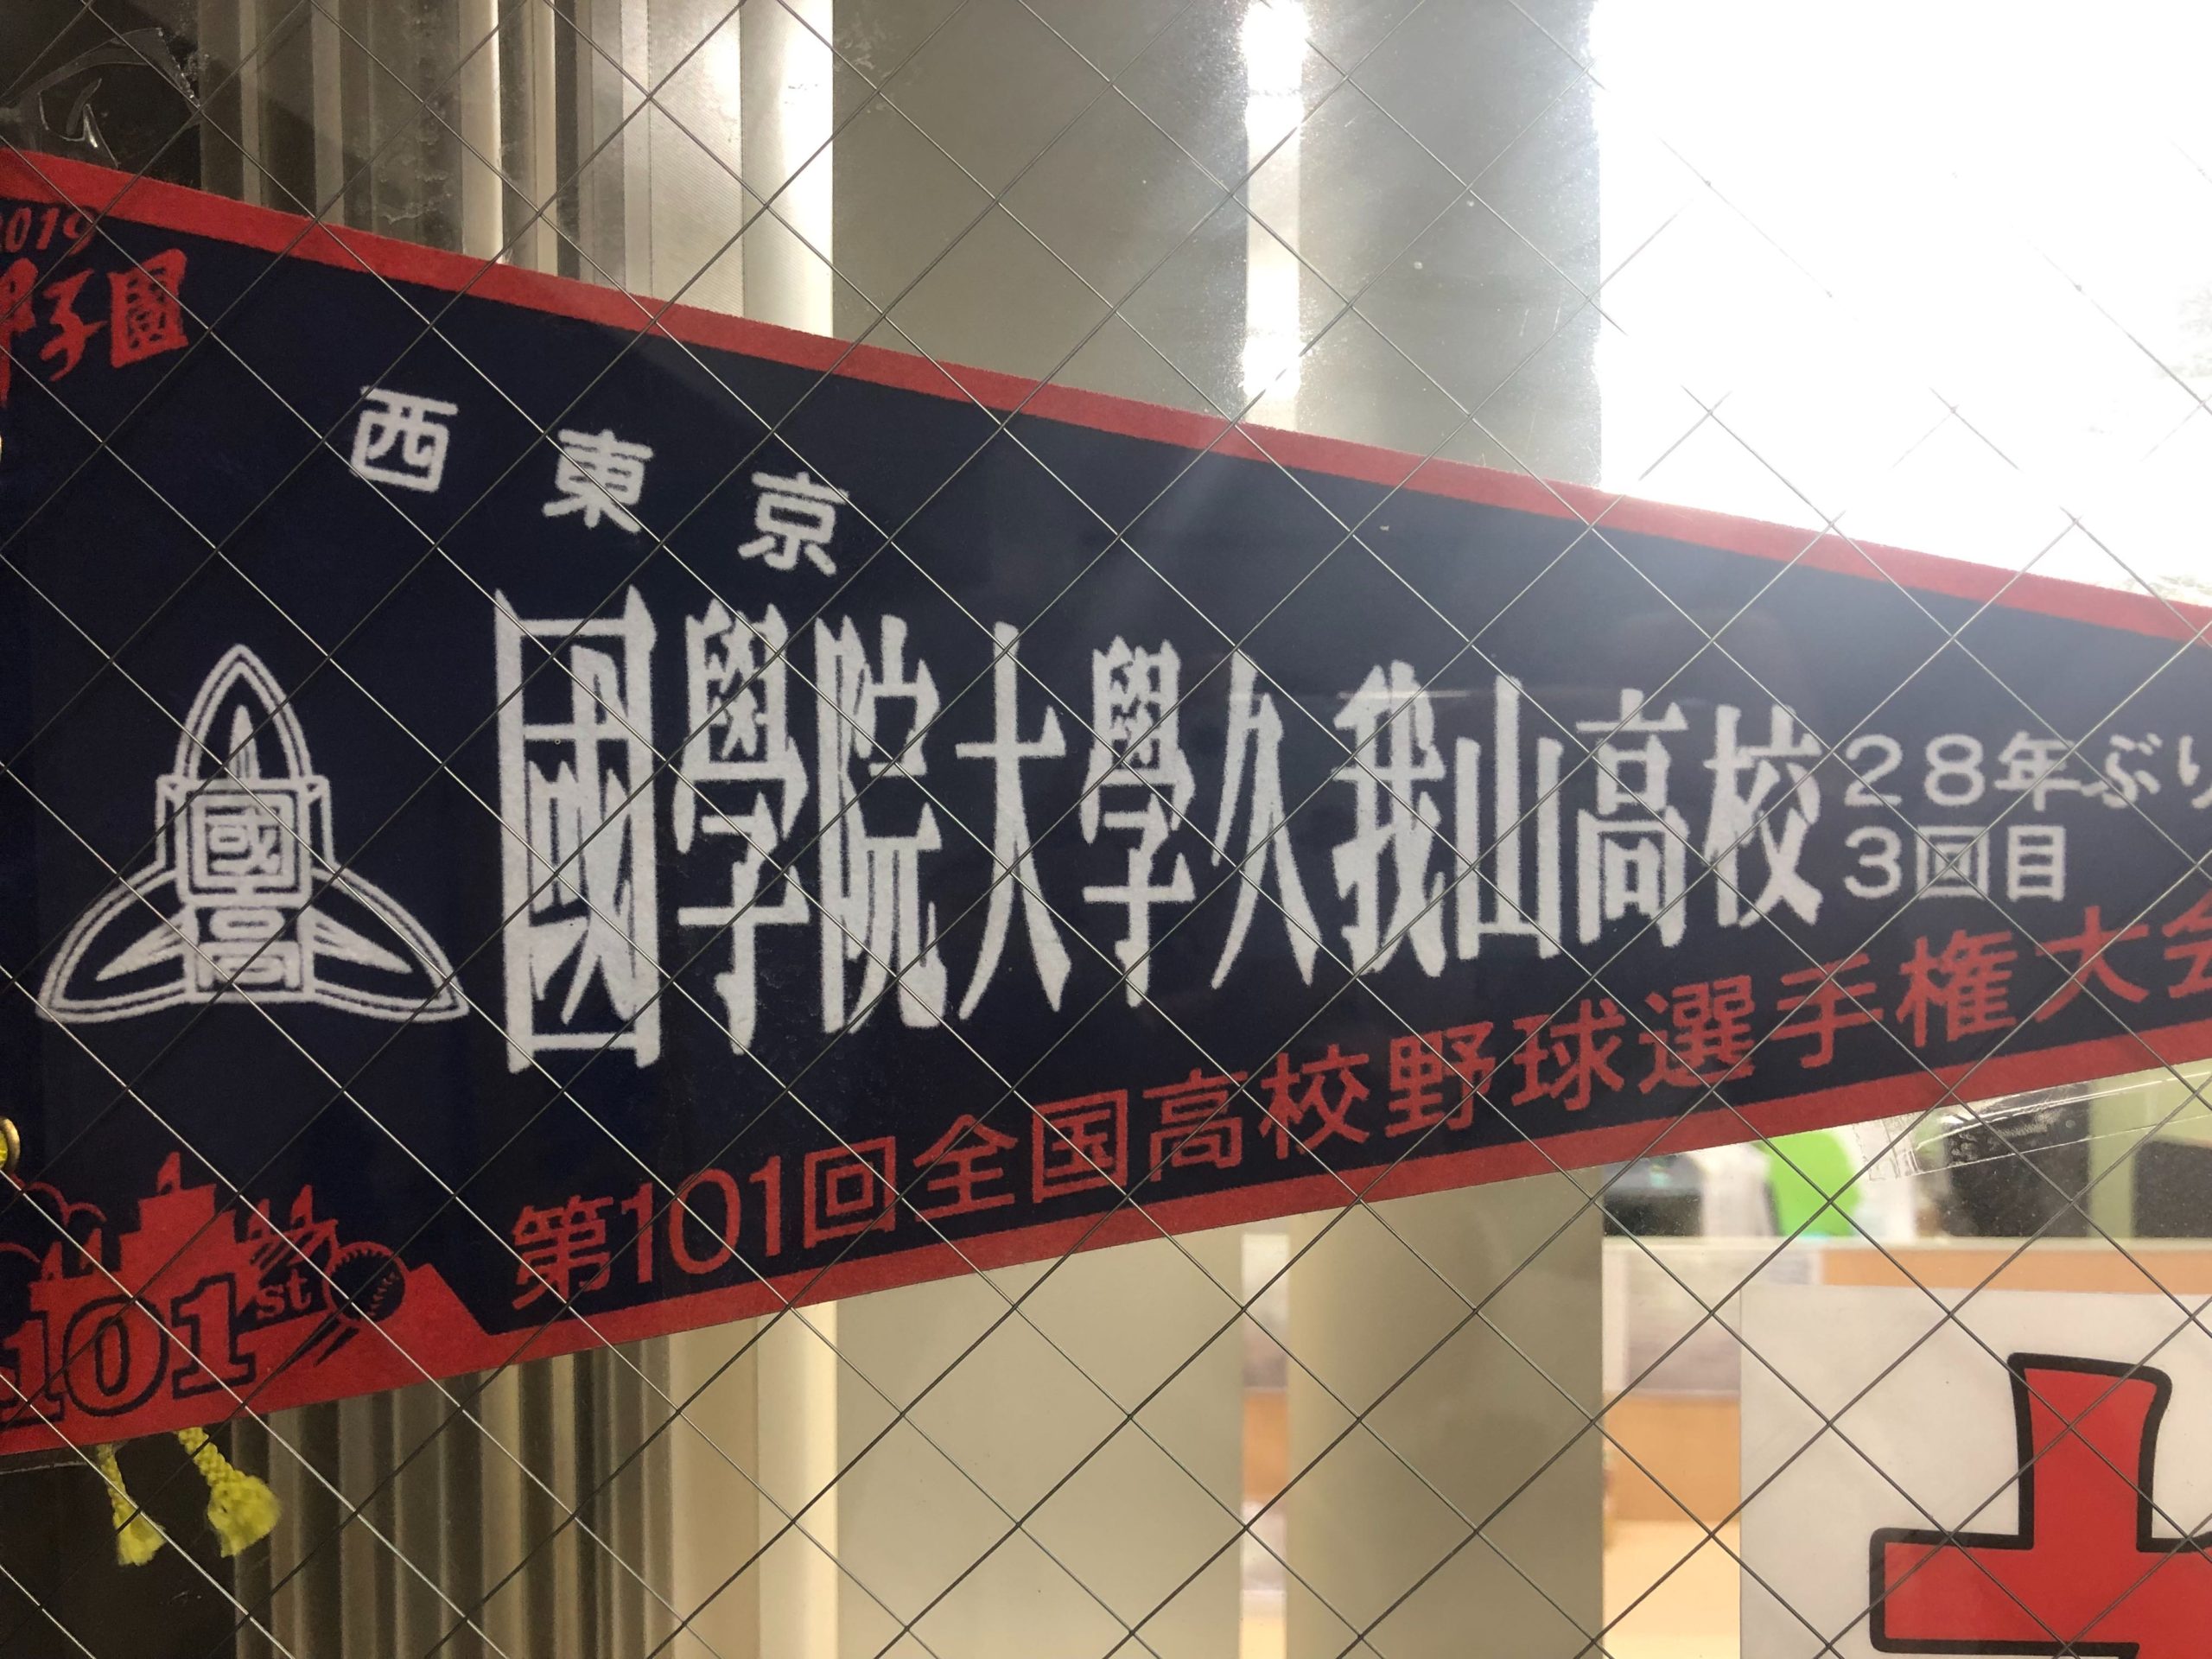 2019
甲子園
西東京
國學院大學久我山高校
28年ぶり
3回目
國高
第101回全国高校野球選手権大会
101st